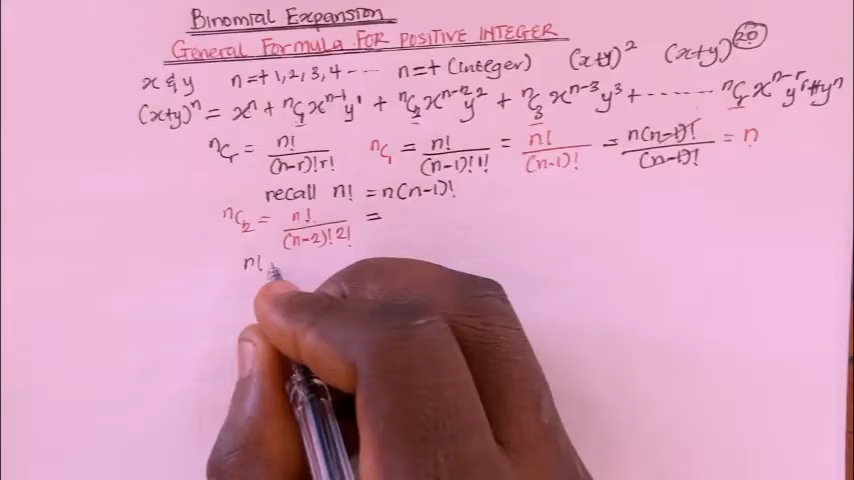 Binomial Expansion
General Formula FOR POSITIVE INTEGER
x & y n=+1,2,3,4---- n=+(integer) (x+y)² (x+y)²⁰
(x+y)ⁿ = xⁿ + ⁿC₁xⁿ⁻¹y¹ + ⁿC₂xⁿ⁻²y² + ⁿC₃xⁿ⁻³y³ + ------ ⁿCᵣxⁿ⁻ʳyʳ + yⁿ
ⁿCᵣ = n!/(n-r)!r! ⁿC₁ = n!/(n-1)!1! = n!/(n-1)! = n(n-1)!/(n-1)! = n
recall n! = n(n-1)!
ⁿC₂ = n!/(n-2)!2! =
n!